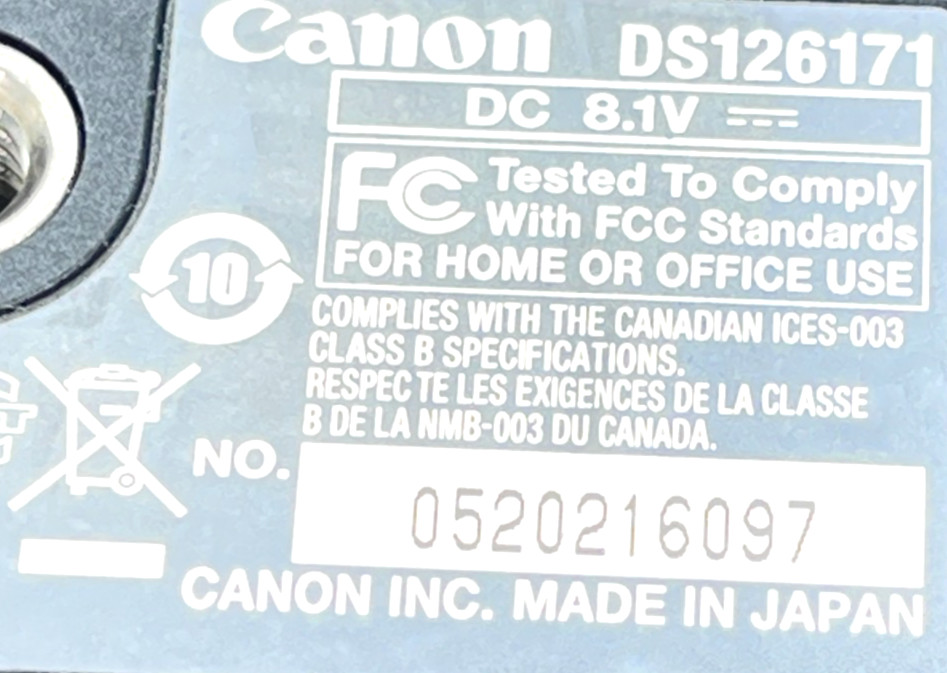 Canon DS126171
DC 8.1V
FC Tested To Comply
With FCC Standards
FOR HOME OR OFFICE USE
10
COMPLIES WITH THE CANADIAN ICES-003
CLASS B SPECIFICATIONS.
RESPECTE LES EXIGENCES DE LA CLASSE
B DE LA NMB-003 DU CANADA.
NO. 0520216097
CANON INC. MADE IN JAPAN